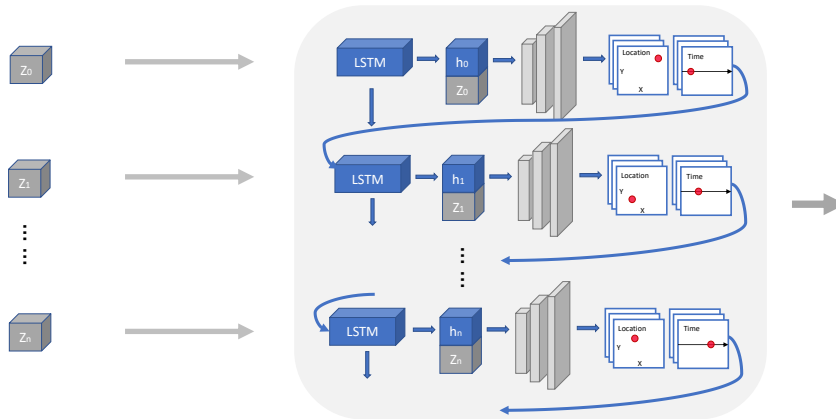 Z0
LSTM
h0
Z0
Location
Y
X
Time
Z1
LSTM
h1
Z1
Location
Y
X
Time
Zn
LSTM
hn
Zn
Location
Y
X
Time